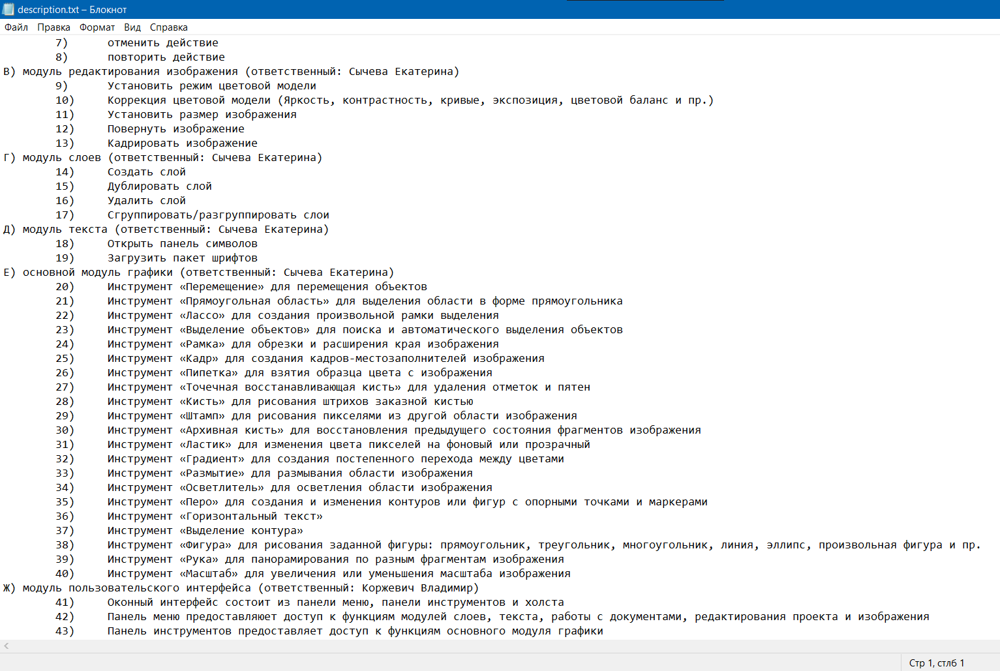 description.txt – Блокнот
Файл Правка Формат Вид Справка
7) отменить действие
8) повторить действие
В) модуль редактирования изображения (ответственный: Сычева Екатерина)
9) Установить режим цветовой модели
10) Коррекция цветовой модели (Яркость, контрастность, кривые, экспозиция, цветовой баланс и пр.)
11) Установить размер изображения
12) Повернуть изображение
13) Кадрировать изображение
Г) модуль слоев (ответственный: Сычева Екатерина)
14) Создать слой
15) Дублировать слой
16) Удалить слой
17) Сгруппировать/разгруппировать слои
Д) модуль текста (ответственный: Сычева Екатерина)
18) Открыть панель символов
19) Загрузить пакет шрифтов
Е) основной модуль графики (ответственный: Сычева Екатерина)
20) Инструмент «Перемещение» для перемещения объектов
21) Инструмент «Прямоугольная область» для выделения области в форме прямоугольника
22) Инструмент «Лассо» для создания произвольной рамки выделения
23) Инструмент «Выделение объектов» для поиска и автоматического выделения объектов
24) Инструмент «Рамка» для обрезки и расширения края изображения
25) Инструмент «Кадр» для создания кадров-местозаполнителей изображения
26) Инструмент «Пипетка» для взятия образца цвета с изображения
27) Инструмент «Точечная восстанавливающая кисть» для удаления отметок и пятен
28) Инструмент «Кисть» для рисования штрихов заказной кистью
29) Инструмент «Штамп» для рисования пикселями из другой области изображения
30) Инструмент «Архивная кисть» для восстановления предыдущего состояния фрагментов изображения
31) Инструмент «Ластик» для изменения цвета пикселей на фоновый или прозрачный
32) Инструмент «Градиент» для создания постепенного перехода между цветами
33) Инструмент «Размытие» для размывания области изображения
34) Инструмент «Осветлитель» для осветления области изображения
35) Инструмент «Перо» для создания и изменения контуров или фигур с опорными точками и маркерами
36) Инструмент «Горизонтальный текст»
37) Инструмент «Выделение контура»
38) Инструмент «Фигура» для рисования заданной фигуры: прямоугольник, треугольник, многоугольник, линия, эллипс, произвольная фигура и пр.
39) Инструмент «Рука» для панорамирования по разным фрагментам изображения
40) Инструмент «Масштаб» для увеличения или уменьшения масштаба изображения
Ж) модуль пользовательского интерфейса (ответственный: Коржевич Владимир)
41) Оконный интерфейс состоит из панели меню, панели инструментов и холста
42) Панель меню предоставляюет доступ к функциям модулей слоев, текста, работы с документами, редактирования проекта и изображения
43) Панель инструментов предоставляет доступ к функциям основного модуля графики
Стр 1, стлб 1